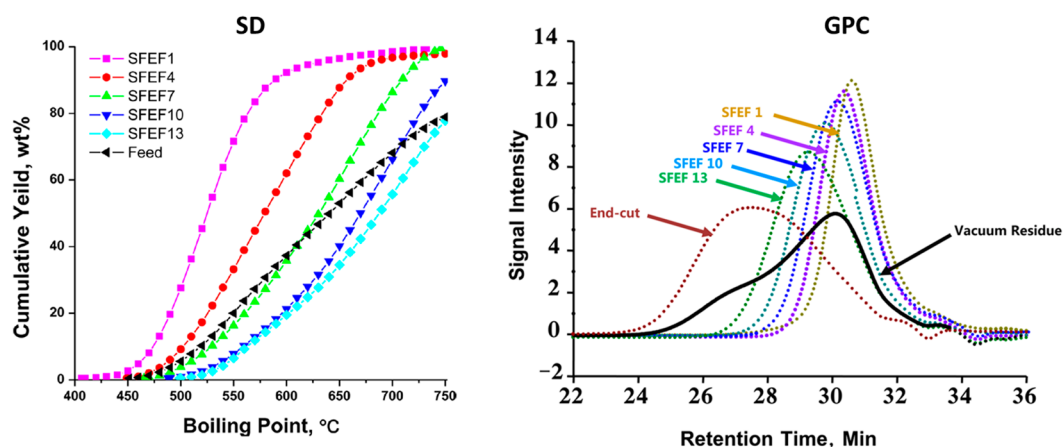 SD
100
80
60
40
20
0
Cumulative Yeild, wt%
SFEF1
SFEF4
SFEF7
SFEF10
SFEF13
Feed
400 450 500 550 600 650 700 750
Boiling Point, °C
GPC
14
12
10
8
6
4
2
0
−2
Signal Intensity
SFEF 1
SFEF 4
SFEF 7
SFEF 10
SFEF 13
End-cut
Vacuum Residue
22 24 26 28 30 32 34 36
Retention Time, Min